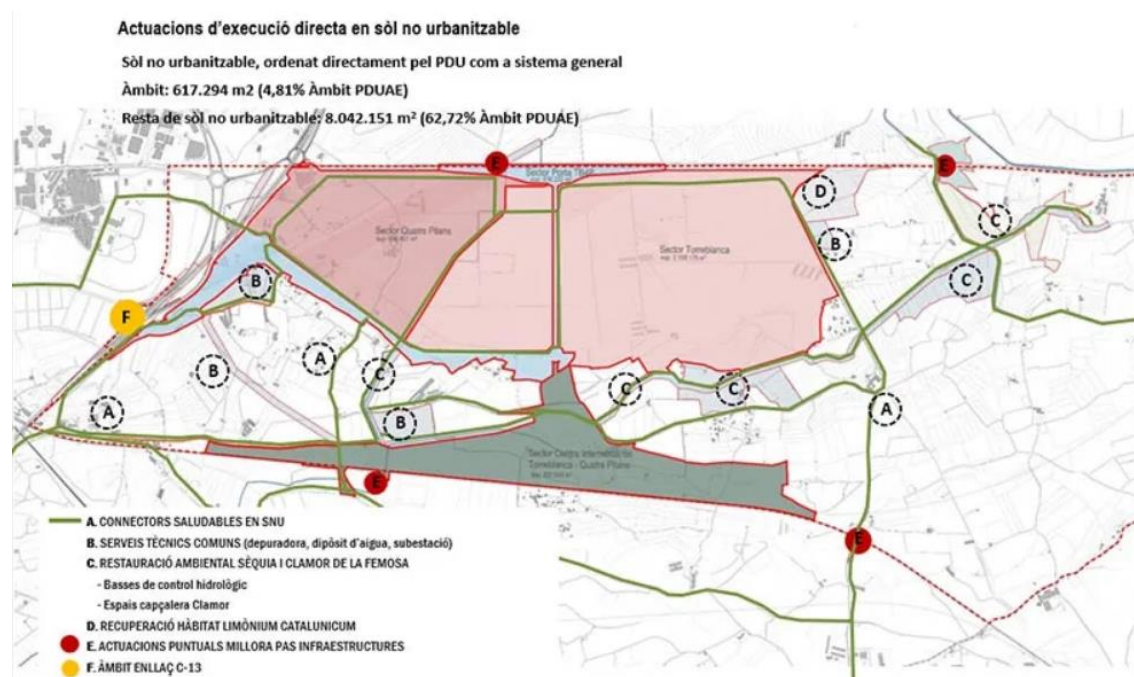 Actuacions d'execució directa en sòl no urbanitzable
Sòl no urbanitzable, ordenat directament pel PDU com a sistema general
Àmbit: 617.294 m2 (4,81% Àmbit PDUAE)
Resta de sòl no urbanitzable: 8.042.151 m² (62,72% Àmbit PDUAE)
E
E
Sector Porta
D
C
Sector Quatre Pilans
Sector Torreblanca
B
B
C
F
A
C
B
C
C
A
A
B
Sector Centre Intermodal de
Torreblanca - Quatre Pilans
E
E
A. CONNECTORS SALUDABLES EN SNU
B. SERVEIS TÈCNICS COMUNS (depuradora, dipòsit d'aigua, subestació)
C. RESTAURACIÓ AMBIENTAL SÈQUIA I CLAMOR DE LA FEMOSA
- Basses de control hidrològic
- Espais capçalera Clamor
D. RECUPERACIÓ HÀBITAT LIMÒNIUM CATALUNICUM
E. ACTUACIONS PUNTUALS MILLORA PAS INFRAESTRUCTURES
F. ÀMBIT ENLLAÇ C-13